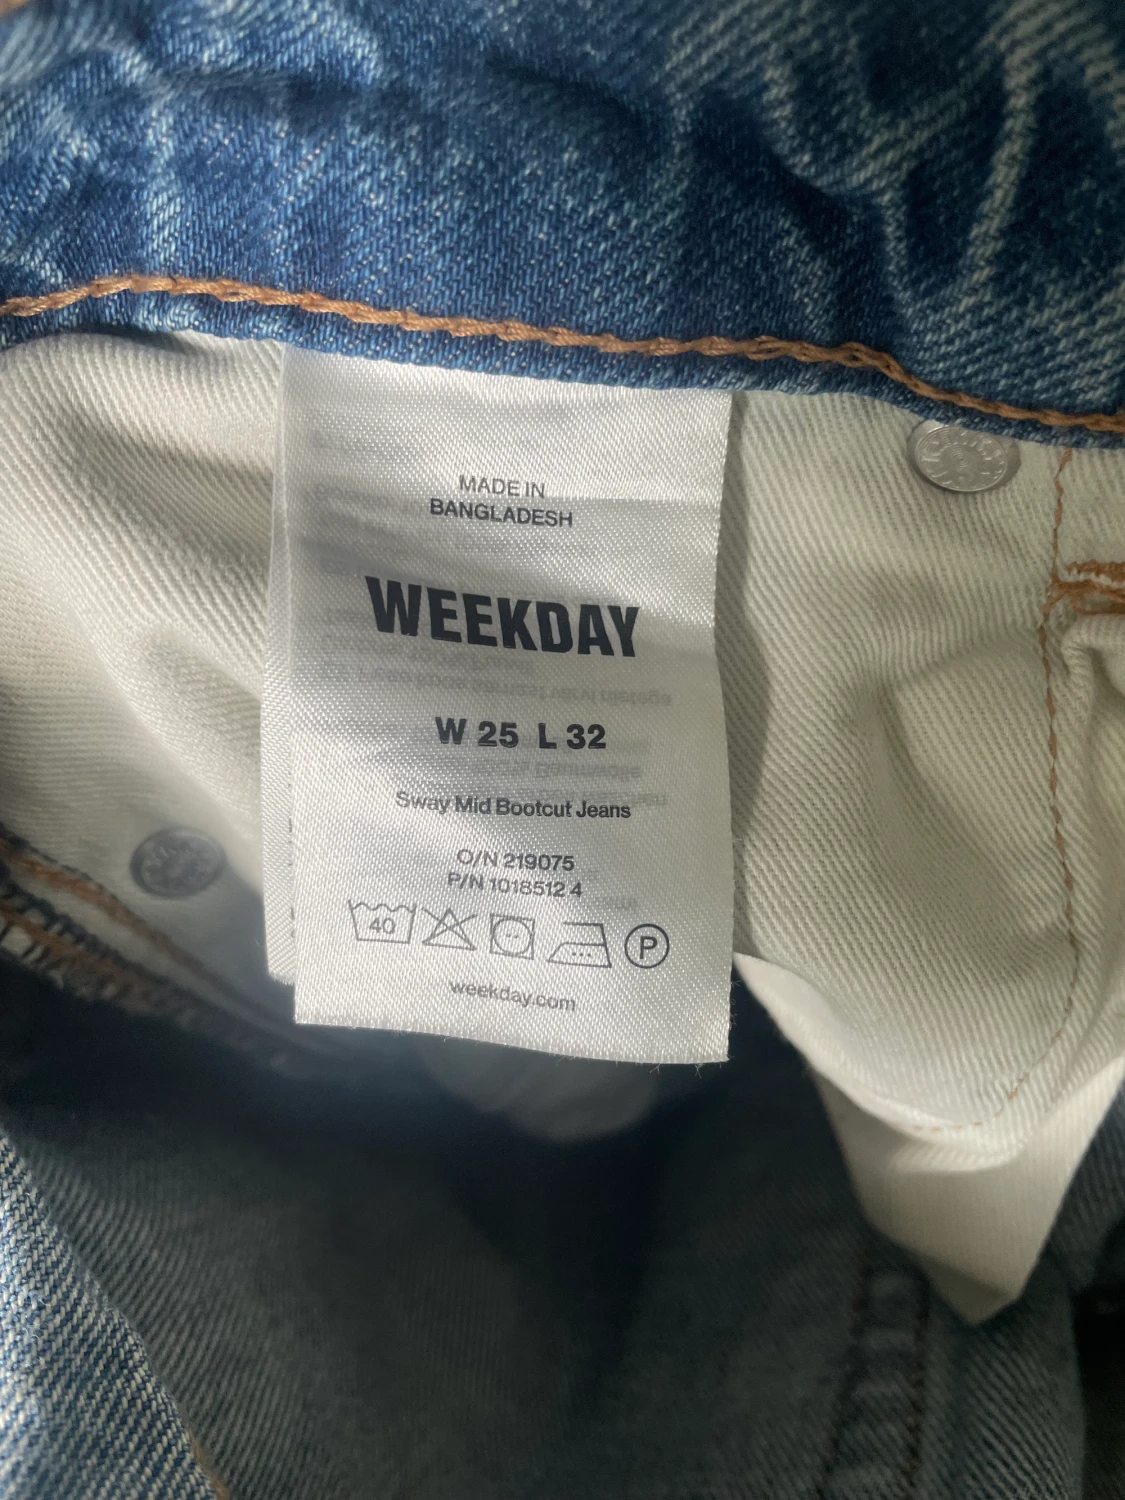 MADE IN
BANGLADESH
WEEKDAY
W 25 L 32
Sway Mid Bootcut Jeans
O/N 219075
P/N 1018512 4
40
P
weekday.com